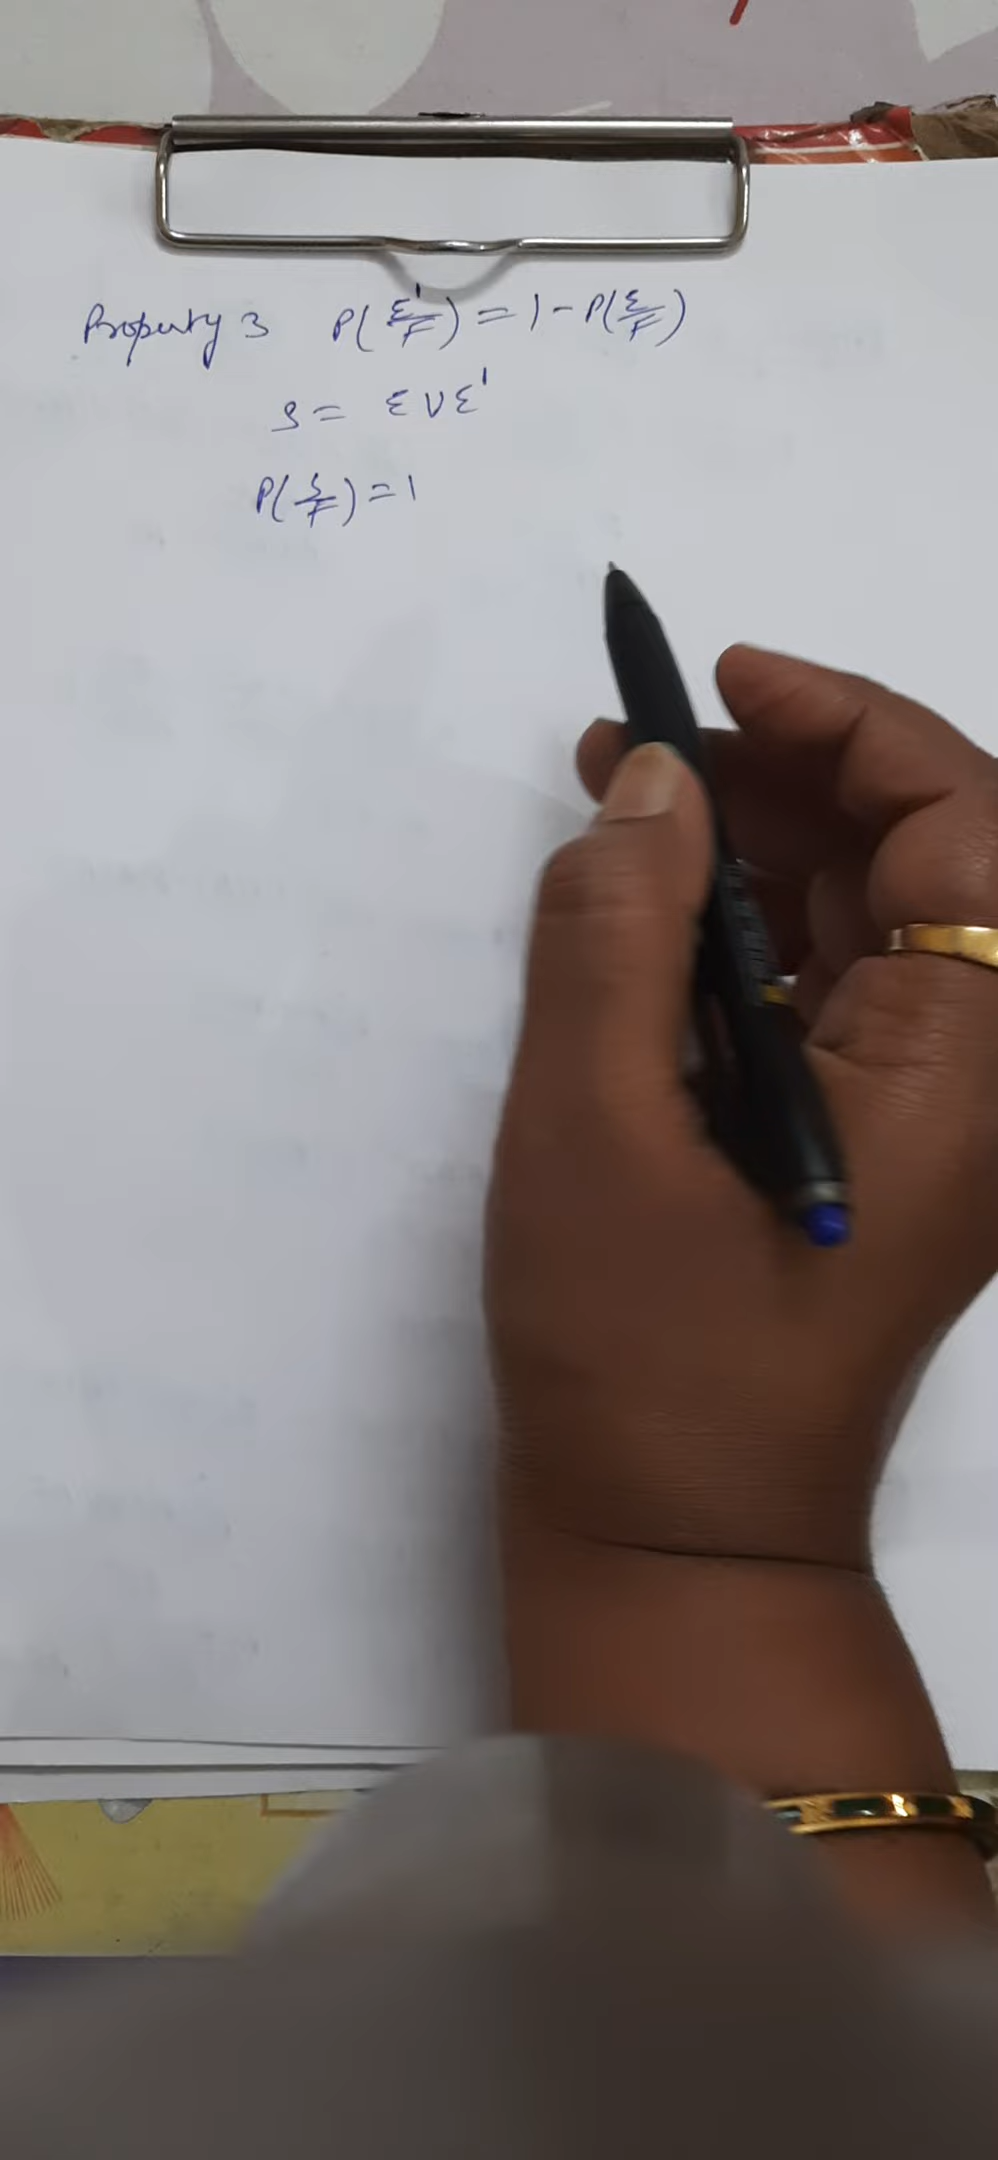 Property 3 P(E'/F) = 1 - P(E/F)
S = E ∪ E'
P(S/F) = 1